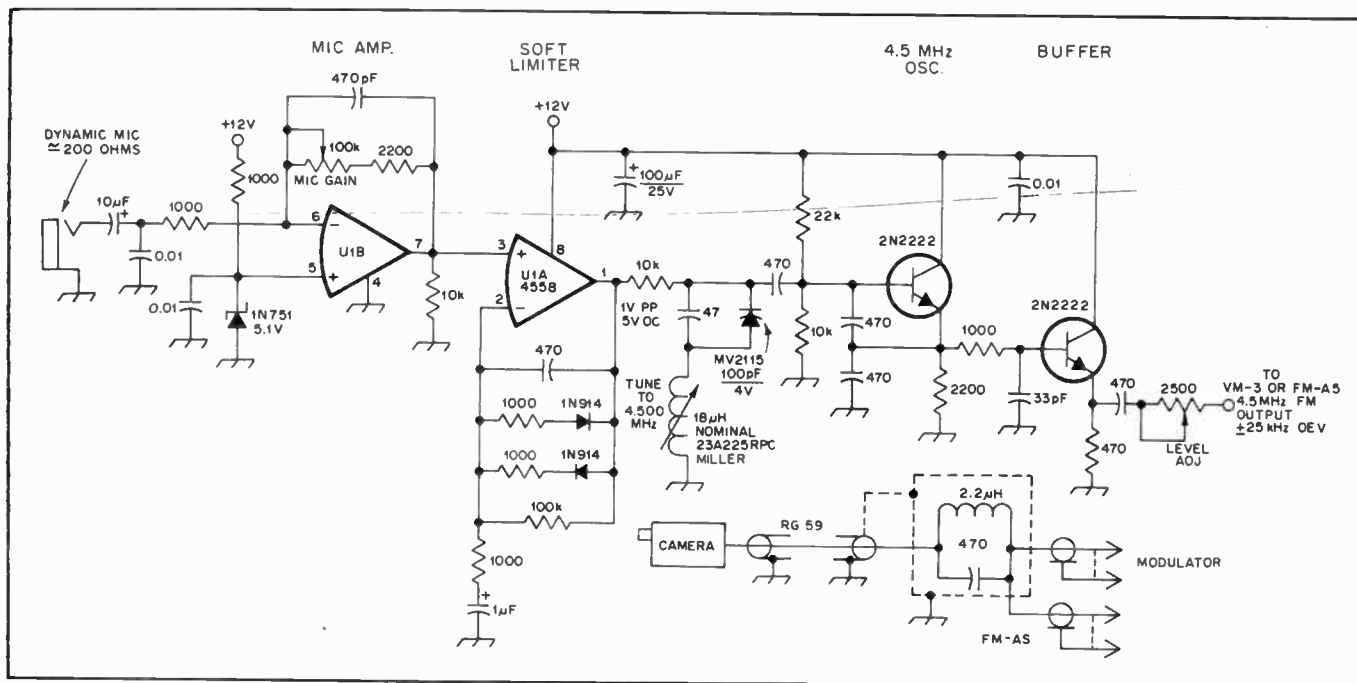 MIC AMP.
SOFT
LIMITER
4.5 MHz
OSC.
BUFFER
470pF
+12V
+12V
DYNAMIC MIC
≃200 OHMS
100k
2200
MIC GAIN
1000
100µF
25V
0.01
10µF
1000
22k
2N2222
6
−
U1B
7
5
+
4
3
+
8
U1A
4558
1
2
−
10k
470
0.01
0.01
10k
1N751
5.1V
1V PP
5V OC
47
10k
470
2N2222
1000
MV2115
100pF
4V
470
470
TUNE
TO
4.500
MHz
2200
33pF
470
2500
TO
VM-3 OR FM-A5
4.5MHz FM
OUTPUT
±25kHz OEV
1000
1N914
18µH
NOMINAL
23A225RPC
MILLER
1000
1N914
470
LEVEL
AOJ
100k
2.2µH
RG 59
CAMERA
470
MODULATOR
1000
+
1µF
FM-AS